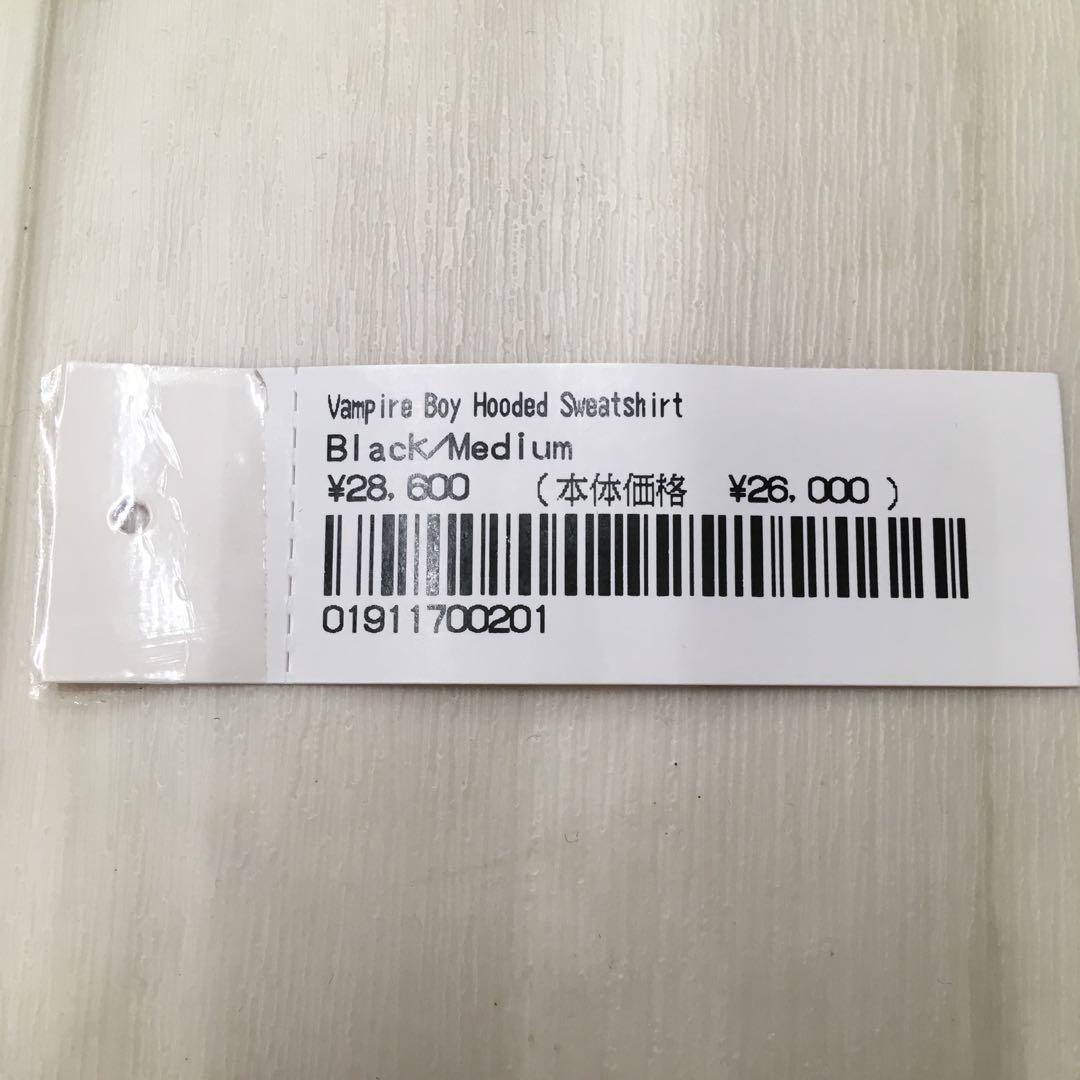 Vampire Boy Hooded Sweatshirt
Black/Medium
¥28,600 (本体価格 ¥26,000)
01911700201